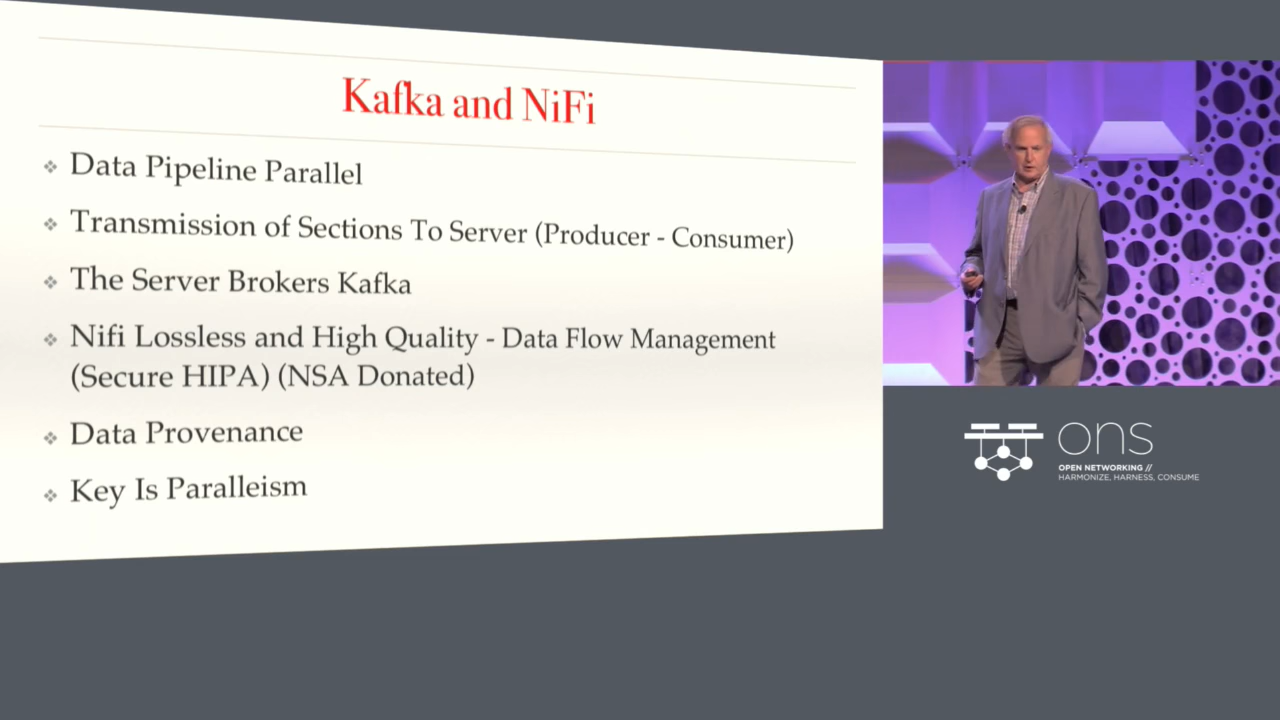 Kafka and NiFi
Data Pipeline Parallel
Transmission of Sections To Server (Producer - Consumer)
The Server Brokers Kafka
Nifi Lossless and High Quality - Data Flow Management
(Secure HIPA) (NSA Donated)
Data Provenance
Key Is Paralleism
ons
OPEN NETWORKING //
HARMONIZE, HARNESS, CONSUME